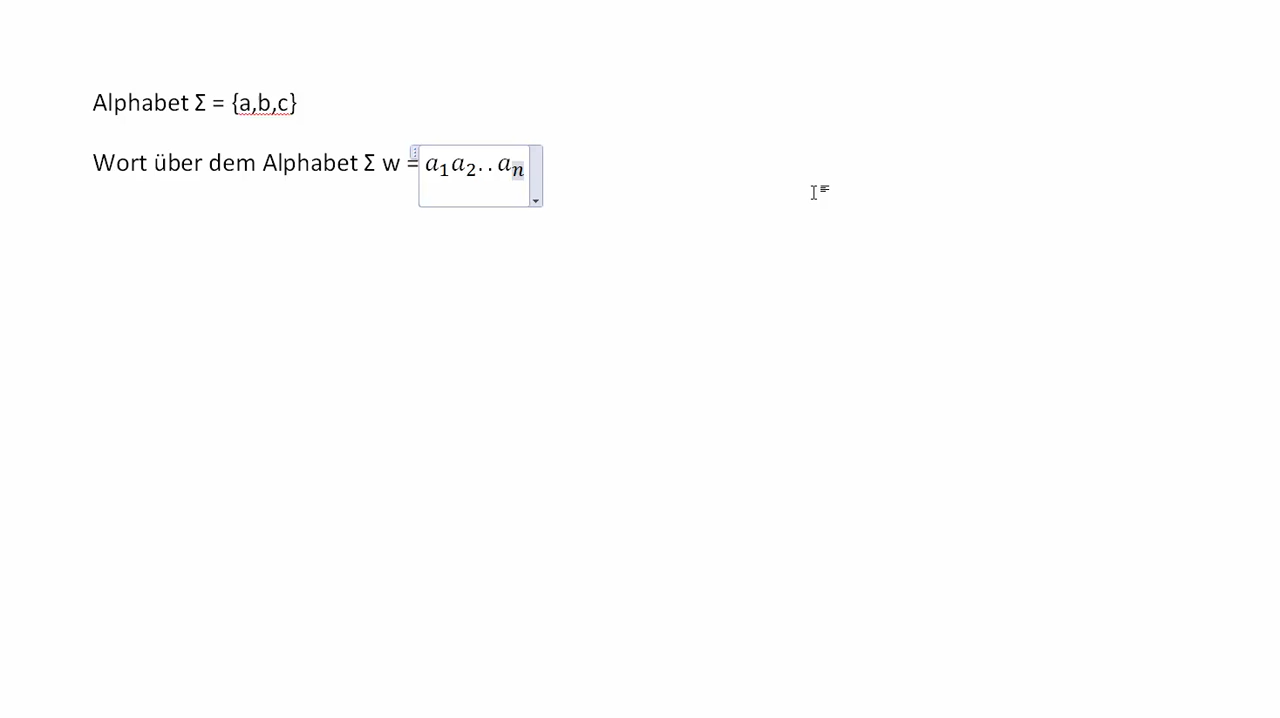 Alphabet Σ = {a,b,c}
Wort über dem Alphabet Σ w = a₁a₂..aₙ